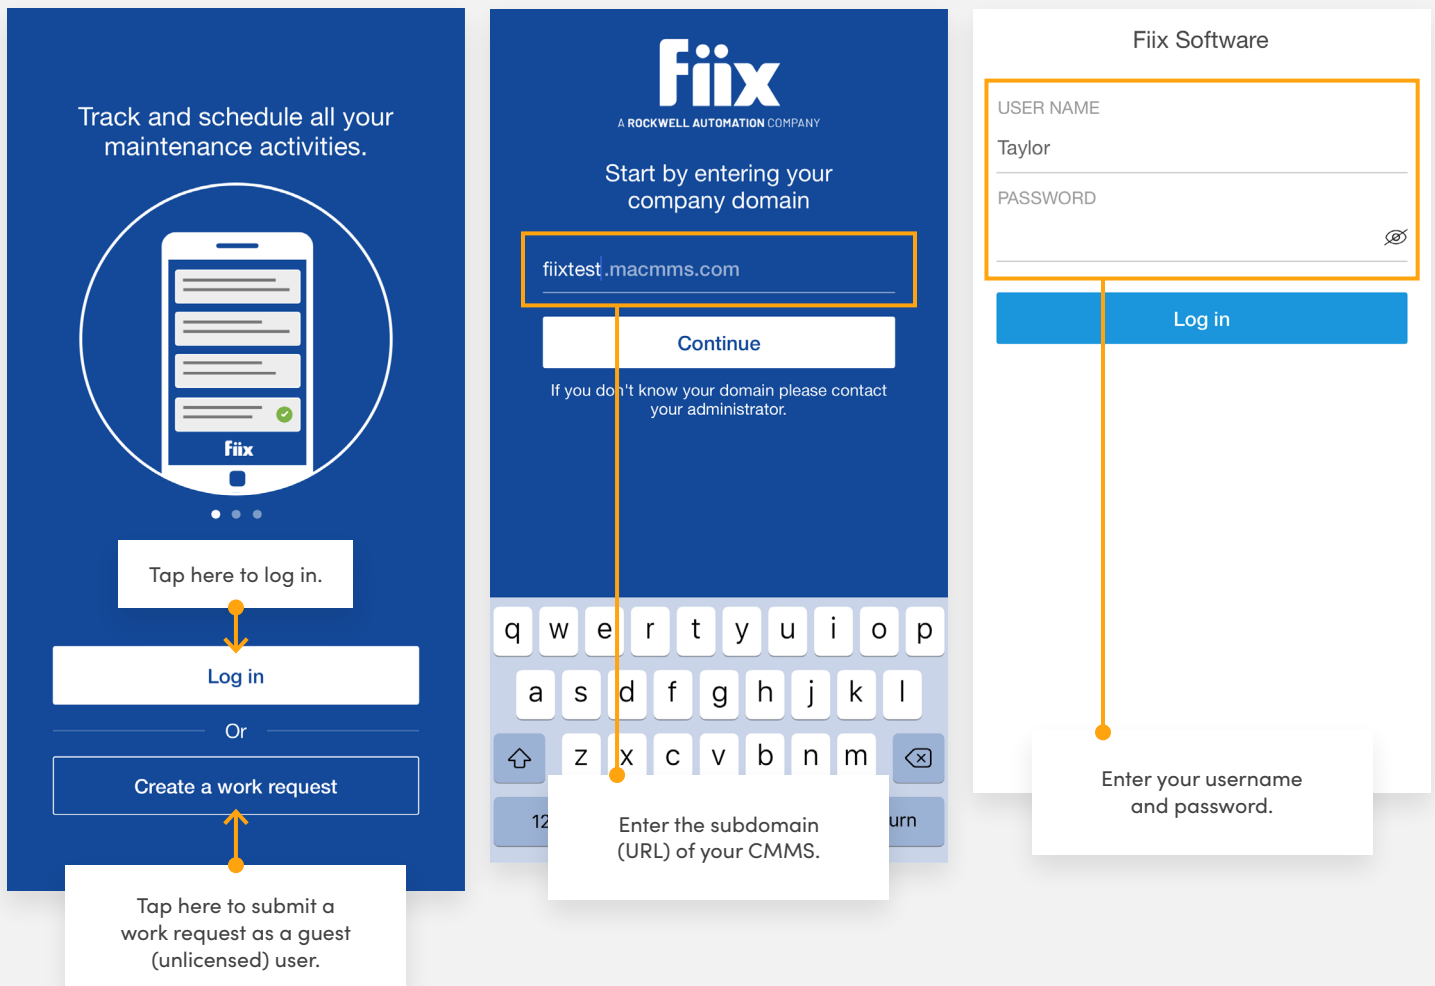 Track and schedule all your
maintenance activities.
Fiix
Tap here to log in.
Log in
Or
Create a work request
Tap here to submit a
work request as a guest
(unlicensed) user.
Fiix
A ROCKWELL AUTOMATION COMPANY
Start by entering your
company domain
fiixtest.macmms.com
Continue
If you don't know your domain please contact
your administrator.
q w e r t y u i o p
a s d f g h j k l
z x c v b n m
12
urn
Enter the subdomain
(URL) of your CMMS.
Fiix Software
USER NAME
Taylor
PASSWORD
Log in
Enter your username
and password.